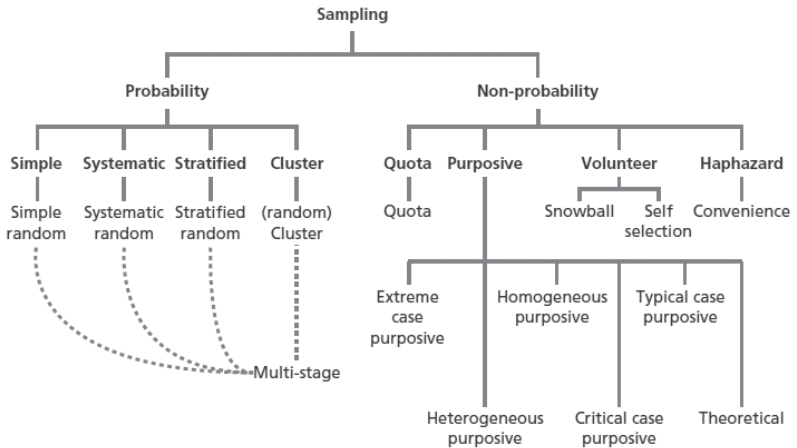 Sampling
Probability Non-probability
Simple Systematic Stratified Cluster Quota Purposive Volunteer Haphazard
Simple Systematic Stratified (random) Quota Snowball Self Convenience
random random random Cluster selection
Extreme Homogeneous Typical case
case purposive purposive
purposive
Multi-stage
Heterogeneous Critical case Theoretical
purposive purposive